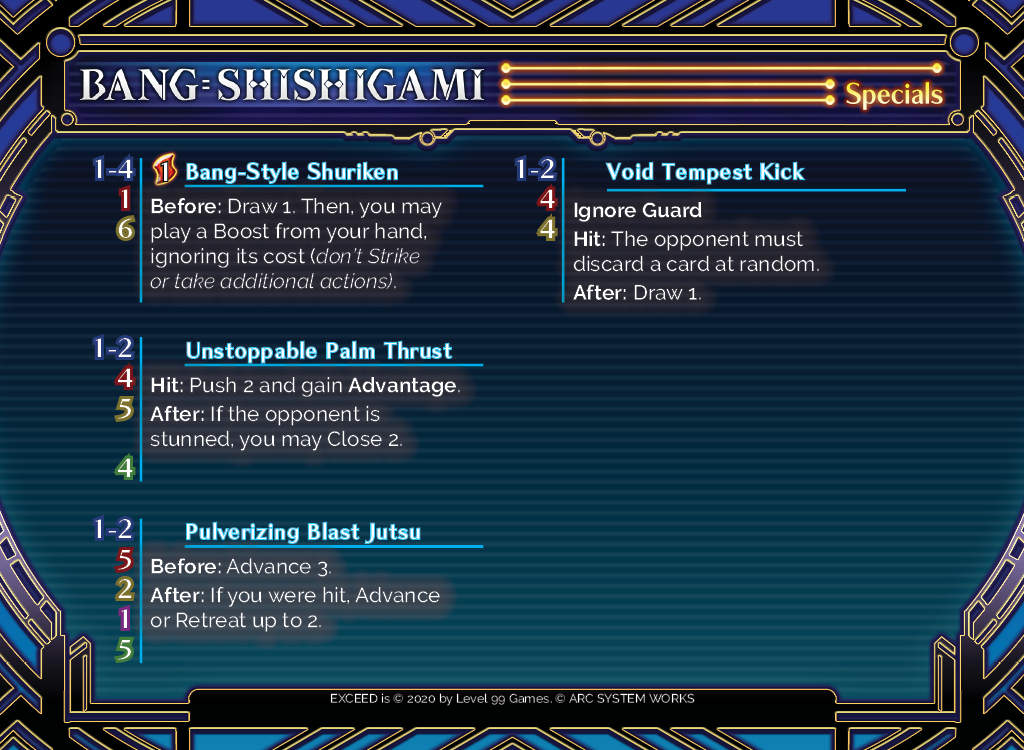 BANG=SHISHIGAMI
Specials
1-4
1
6
1 Bang-Style Shuriken
Before: Draw 1. Then, you may
play a Boost from your hand,
ignoring its cost (don't Strike
or take additional actions).
1-2
4
5
4
Unstoppable Palm Thrust
Hit: Push 2 and gain Advantage.
After: If the opponent is
stunned, you may Close 2.
1-2
5
2
1
5
Pulverizing Blast Jutsu
Before: Advance 3.
After: If you were hit, Advance
or Retreat up to 2.
1-2
4
4
Void Tempest Kick
Ignore Guard
Hit: The opponent must
discard a card at random.
After: Draw 1.
EXCEED is © 2020 by Level 99 Games. © ARC SYSTEM WORKS